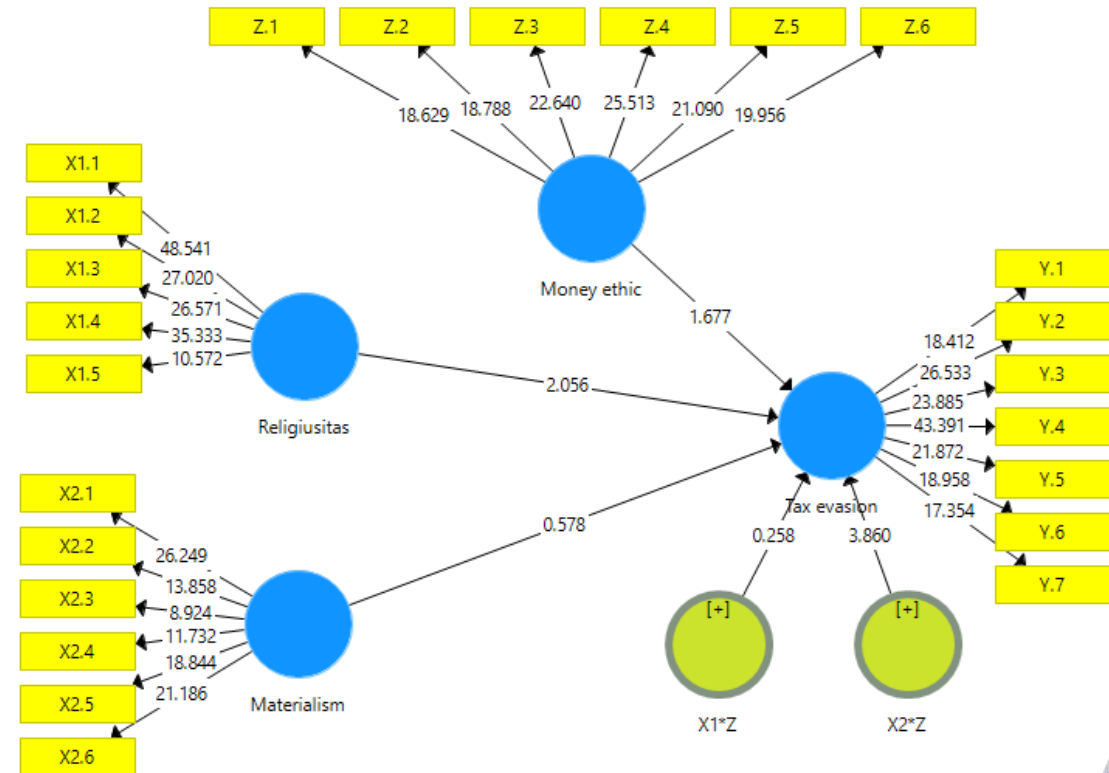 Z.1
Z.2
Z.3
Z.4
Z.5
Z.6
18.629
18.788
22.640
25.513
21.090
19.956
Money ethic
1.677
X1.1
X1.2
X1.3
X1.4
X1.5
48.541
27.020
26.571
35.333
10.572
Religiusitas
2.056
X2.1
X2.2
X2.3
X2.4
X2.5
X2.6
26.249
13.858
8.924
11.732
18.844
21.186
Materialism
0.578
Y.1
Y.2
Y.3
Y.4
Y.5
Y.6
Y.7
18.412
26.533
23.885
43.391
21.872
18.958
17.354
Tax evasion
0.258
3.860
[+]
[+]
X1*Z
X2*Z